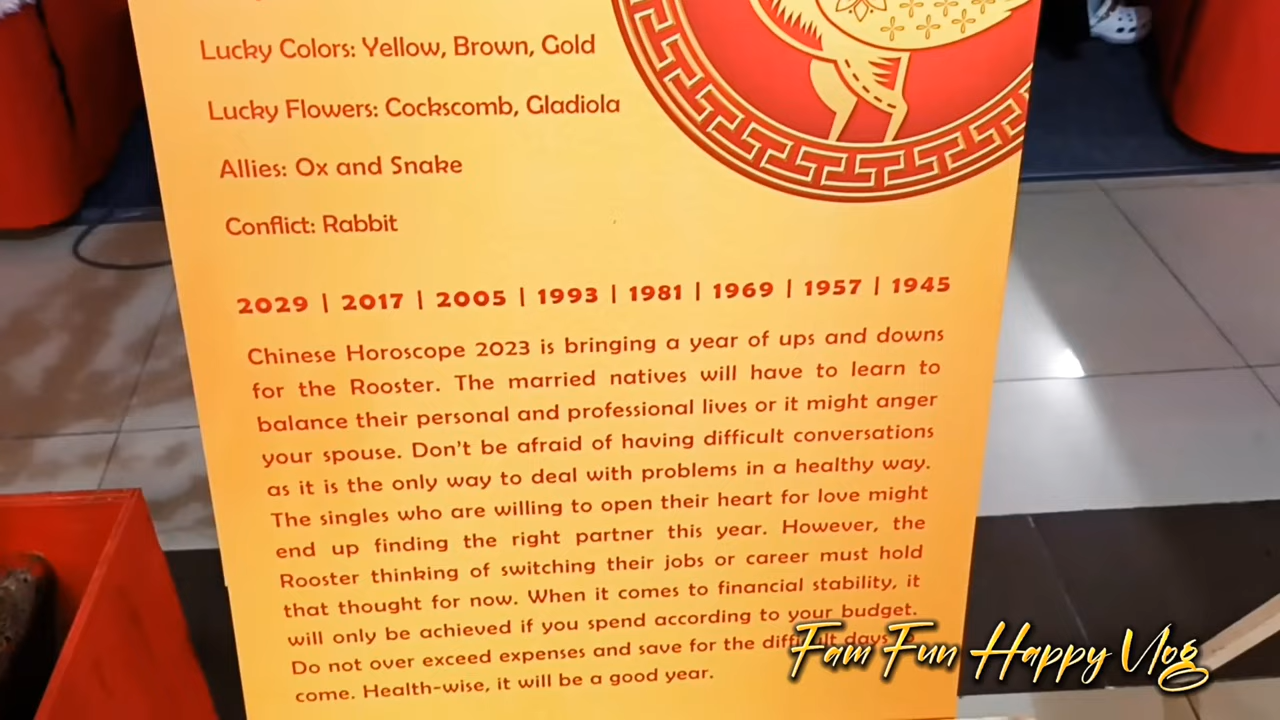 Lucky Colors: Yellow, Brown, Gold
Lucky Flowers: Cockscomb, Gladiola
Allies: Ox and Snake
Conflict: Rabbit
2029 | 2017 | 2005 | 1993 | 1981 | 1969 | 1957 | 1945
Chinese Horoscope 2023 is bringing a year of ups and downs
for the Rooster. The married natives will have to learn to
balance their personal and professional lives or it might anger
your spouse. Don't be afraid of having difficult conversations
as it is the only way to deal with problems in a healthy way.
The singles who are willing to open their heart for love might
end up finding the right partner this year. However, the
Rooster thinking of switching their jobs or career must hold
that thought for now. When it comes to financial stability, it
will only be achieved if you spend according to your budget.
Do not over exceed expenses and save for the difficult days
come. Health-wise, it will be a good year.
Fam Fun Happy Vlog